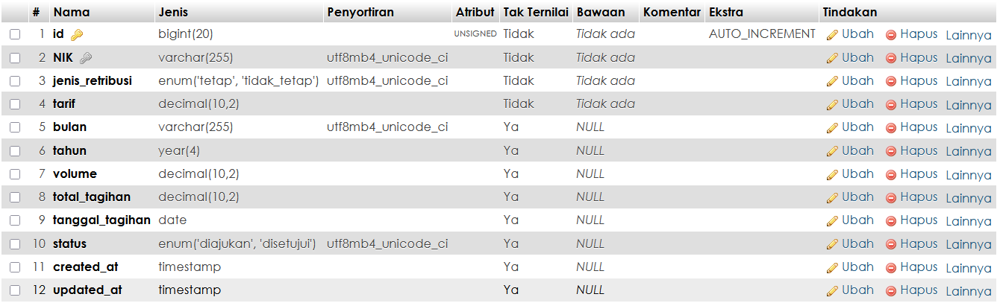 # Nama Jenis Penyortiran Atribut Tak Ternilai Bawaan Komentar Ekstra Tindakan
1 id bigint(20) UNSIGNED Tidak Tidak ada AUTO_INCREMENT Ubah Hapus Lainnya
2 NIK varchar(255) utf8mb4_unicode_ci Tidak Tidak ada Ubah Hapus Lainnya
3 jenis_retribusi enum('tetap', 'tidak_tetap') utf8mb4_unicode_ci Tidak Tidak ada Ubah Hapus Lainnya
4 tarif decimal(10,2) Tidak Tidak ada Ubah Hapus Lainnya
5 bulan varchar(255) utf8mb4_unicode_ci Ya NULL Ubah Hapus Lainnya
6 tahun year(4) Ya NULL Ubah Hapus Lainnya
7 volume decimal(10,2) Ya NULL Ubah Hapus Lainnya
8 total_tagihan decimal(10,2) Ya NULL Ubah Hapus Lainnya
9 tanggal_tagihan date Ya NULL Ubah Hapus Lainnya
10 status enum('diajukan', 'disetujui') utf8mb4_unicode_ci Ya NULL Ubah Hapus Lainnya
11 created_at timestamp Ya NULL Ubah Hapus Lainnya
12 updated_at timestamp Ya NULL Ubah Hapus Lainnya